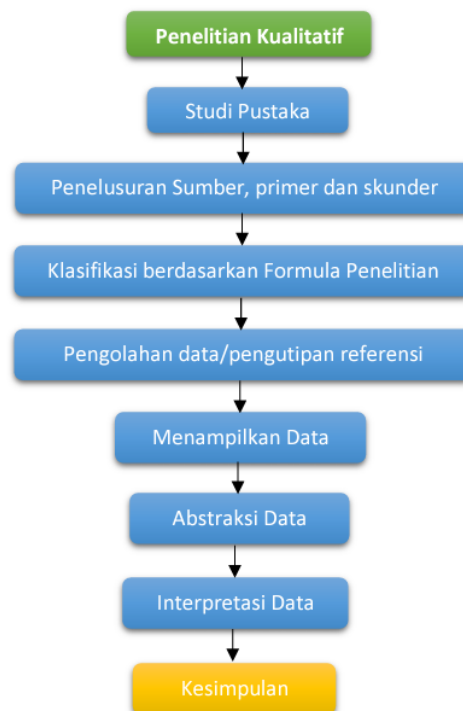 Penelitian Kualitatif
Studi Pustaka
Penelusuran Sumber, primer dan skunder
Klasifikasi berdasarkan Formula Penelitian
Pengolahan data/pengutipan referensi
Menampilkan Data
Abstraksi Data
Interpretasi Data
Kesimpulan